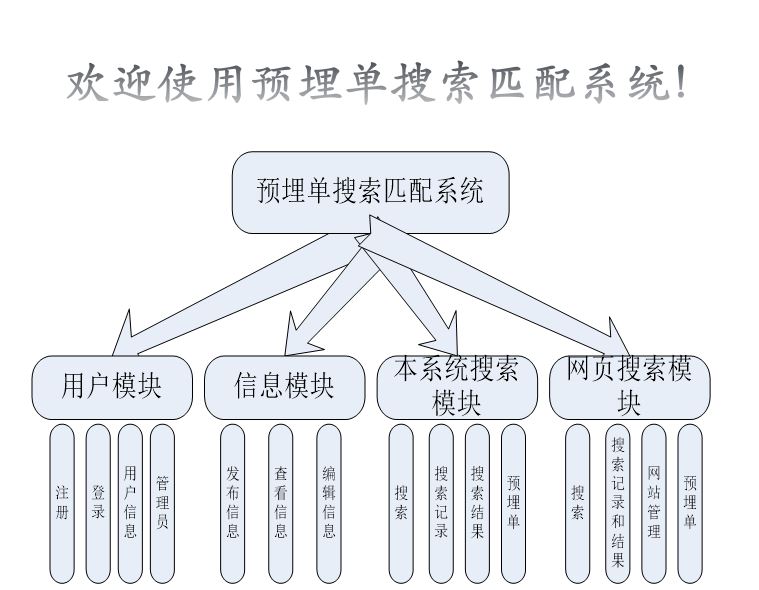 欢迎使用预埋单搜索匹配系统!
预埋单搜索匹配系统
用户模块
信息模块
本系统搜索
模块
网页搜索模
块
注册
登录
用户信息
管理员
发布信息
查看信息
编辑信息
搜索
搜索记录
搜索结果
预埋单
搜索
搜索记录和结果
网站管理
预埋单